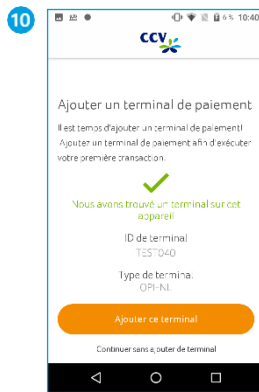 10
6% 10:40
CCV
Ajouter un terminal de paiement
Il est temps d'ajouter un terminal de paiement!
Ajouter un terminal de paiement afin d'exécuter
votre première transaction.
Nous avons trouvé un terminal sur cet
appareil
ID de terminal
TEST040
Type de terminal
OPI-NL
Ajouter ce terminal
Continuer sans ajouter de terminal